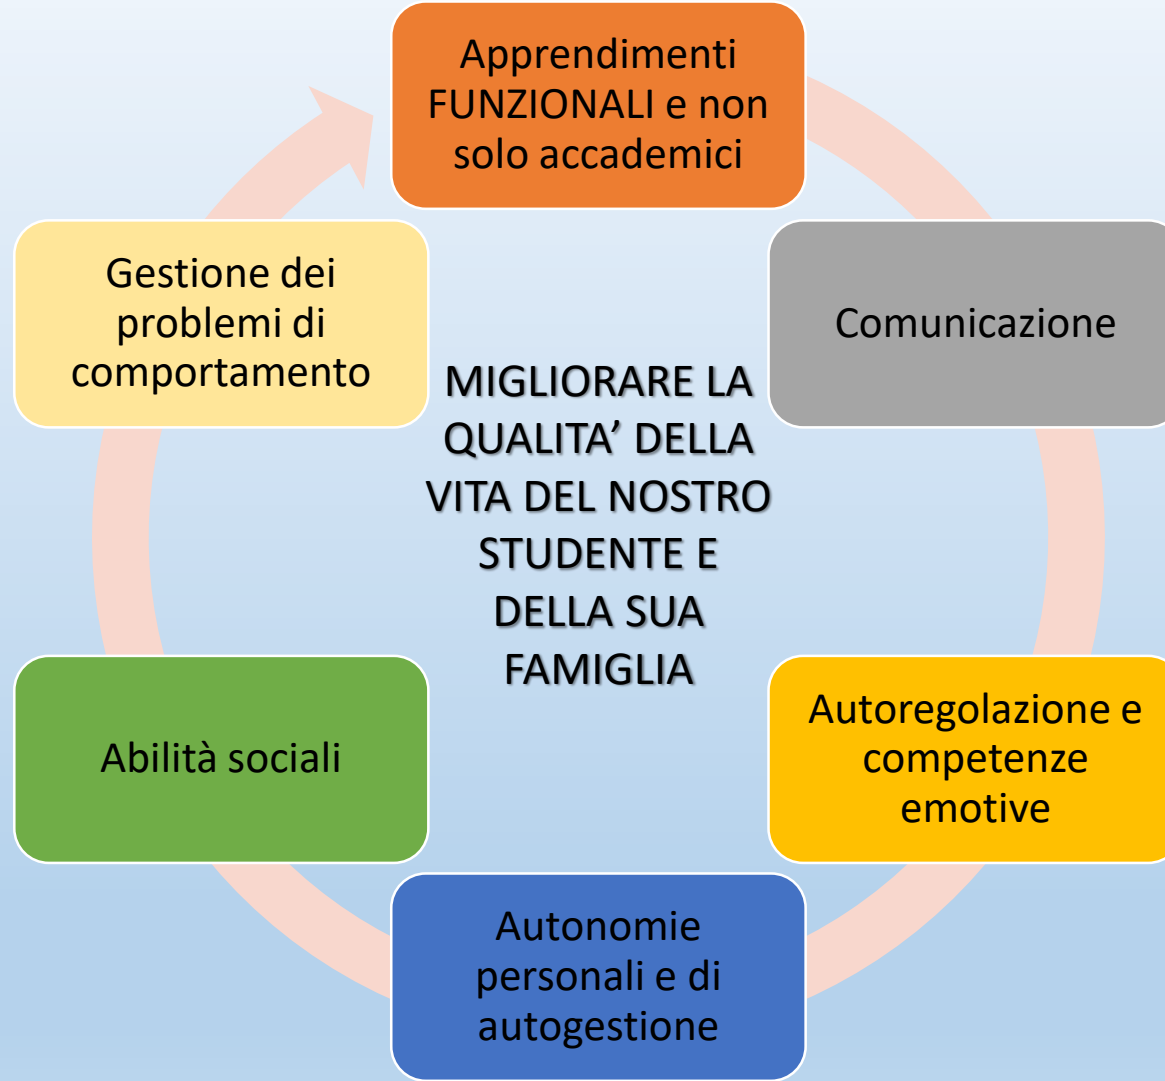 Apprendimenti
FUNZIONALI e non
solo accademici
Comunicazione
Autoregolazione e
competenze
emotive
Autonomie
personali e di
autogestione
Abilità sociali
Gestione dei
problemi di
comportamento
MIGLIORARE LA
QUALITA’ DELLA
VITA DEL NOSTRO
STUDENTE E
DELLA SUA
FAMIGLIA